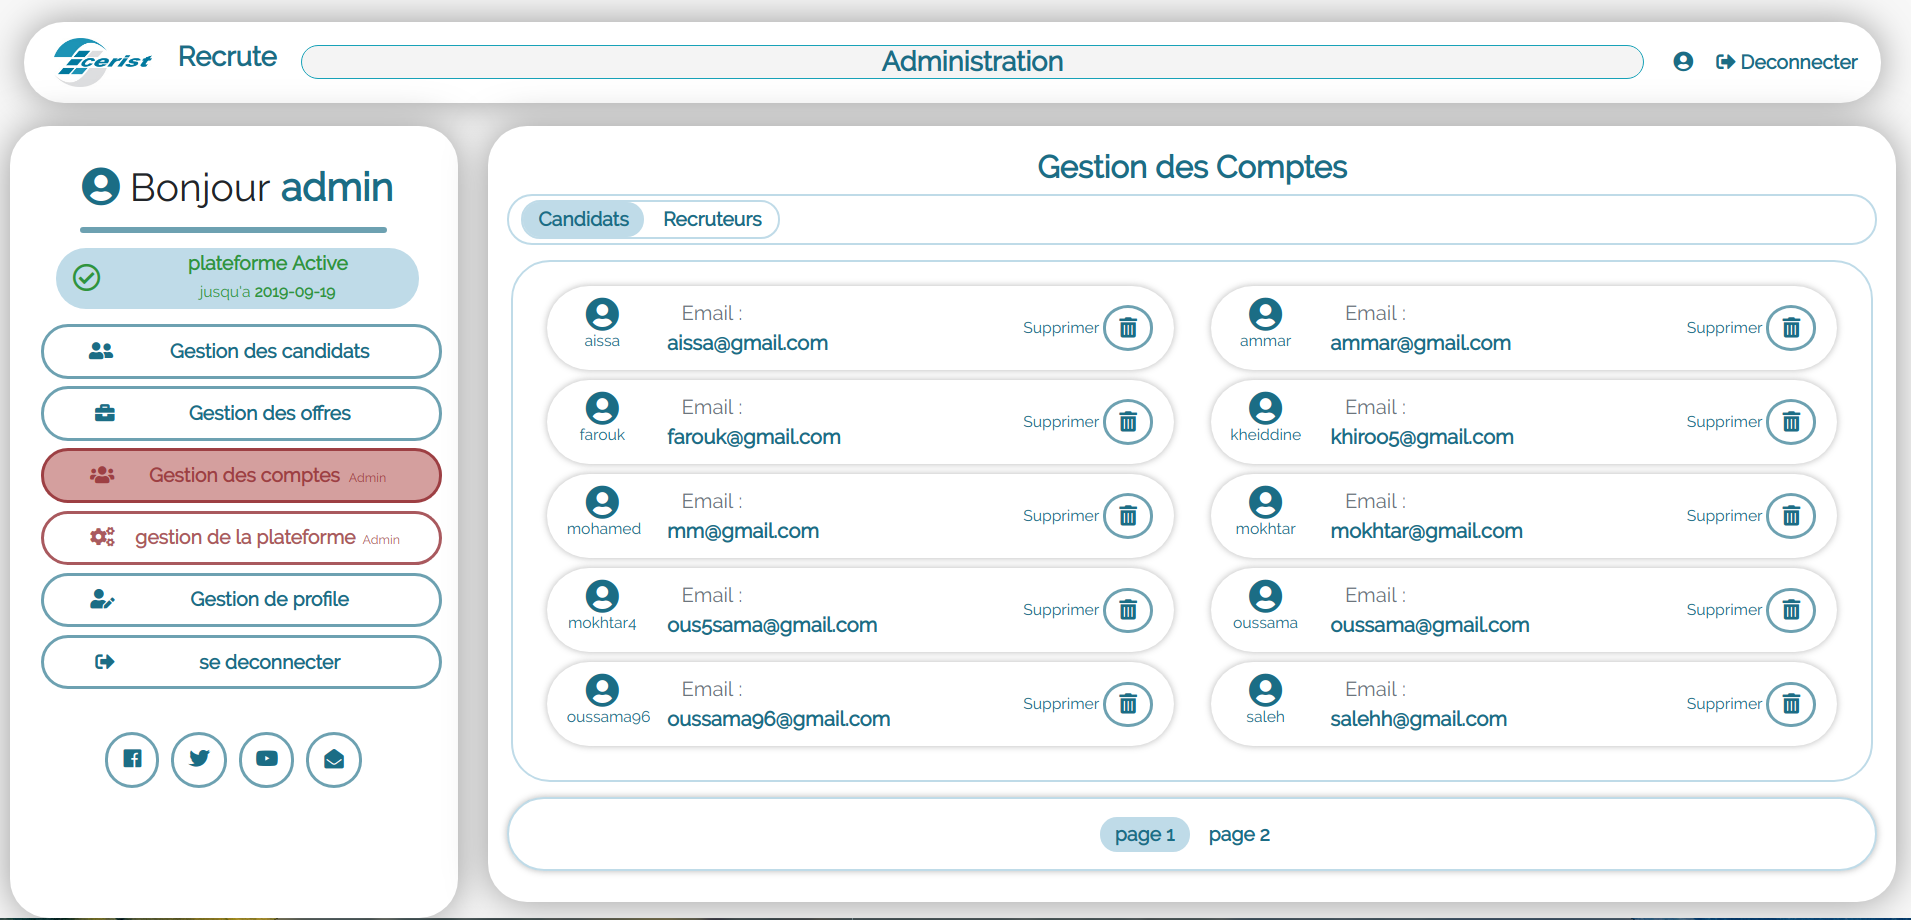 cerist
Recrute
Administration
Deconnecter
Bonjour admin
plateforme Active
jusqu'a 2019-09-19
Gestion des candidats
Gestion des offres
Gestion des comptes Admin
gestion de la plateforme Admin
Gestion de profile
se deconnecter
Gestion des Comptes
Candidats
Recruteurs
aissa
Email :
aissa@gmail.com
Supprimer
ammar
Email :
ammar@gmail.com
Supprimer
farouk
Email :
farouk@gmail.com
Supprimer
kheiddine
Email :
khiroo5@gmail.com
Supprimer
mohamed
Email :
mm@gmail.com
Supprimer
mokhtar
Email :
mokhtar@gmail.com
Supprimer
mokhtar4
Email :
ous5sama@gmail.com
Supprimer
oussama
Email :
oussama@gmail.com
Supprimer
oussama96
Email :
oussama96@gmail.com
Supprimer
saleh
Email :
salehh@gmail.com
Supprimer
page 1
page 2